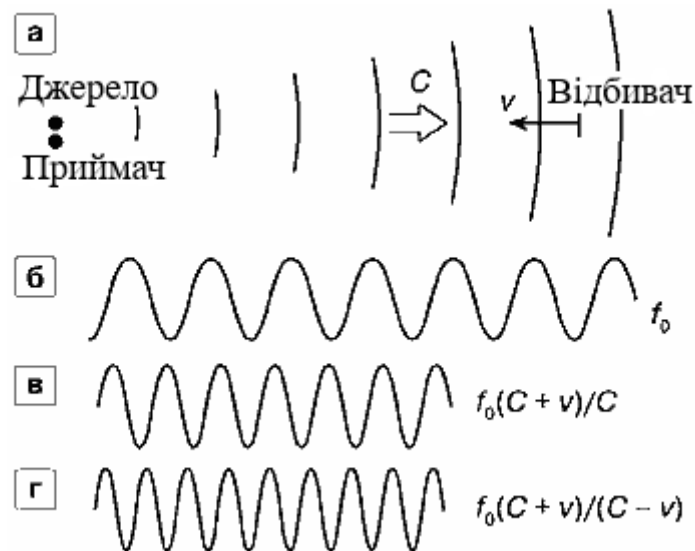 а
Джерело
Приймач
C
v
Відбивач
б
f₀
в
f₀(C + v)/C
г
f₀(C + v)/(C − v)